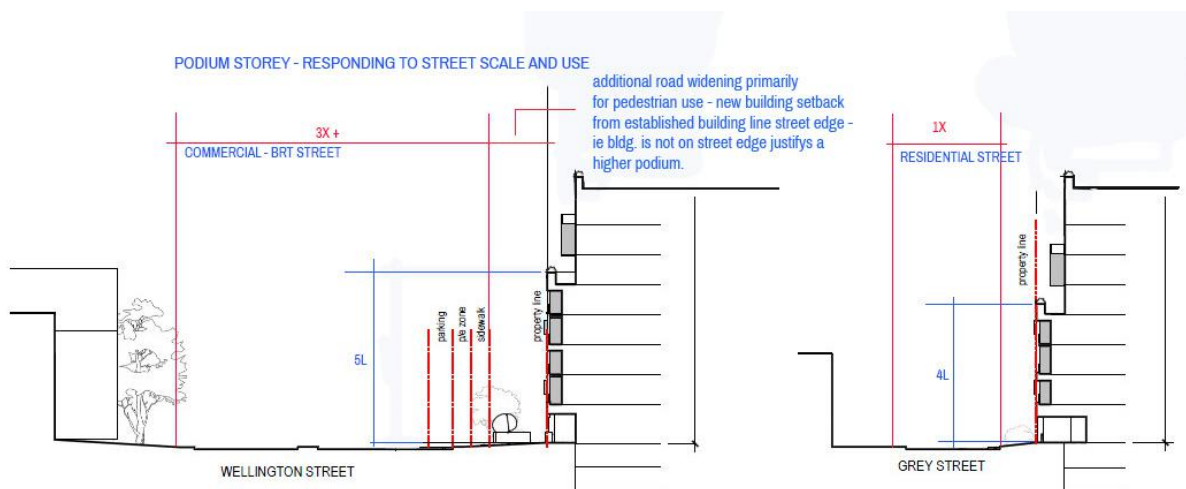 PODIUM STOREY - RESPONDING TO STREET SCALE AND USE
additional road widening primarily
for pedestrian use - new building setback
from established building line street edge -
ie bldg. is not on street edge justifys a
higher podium.
3X +
COMMERCIAL - BRT STREET
5L
parking
p/e zone
sidewalk
property line
WELLINGTON STREET
1X
RESIDENTIAL STREET
property line
4L
GREY STREET